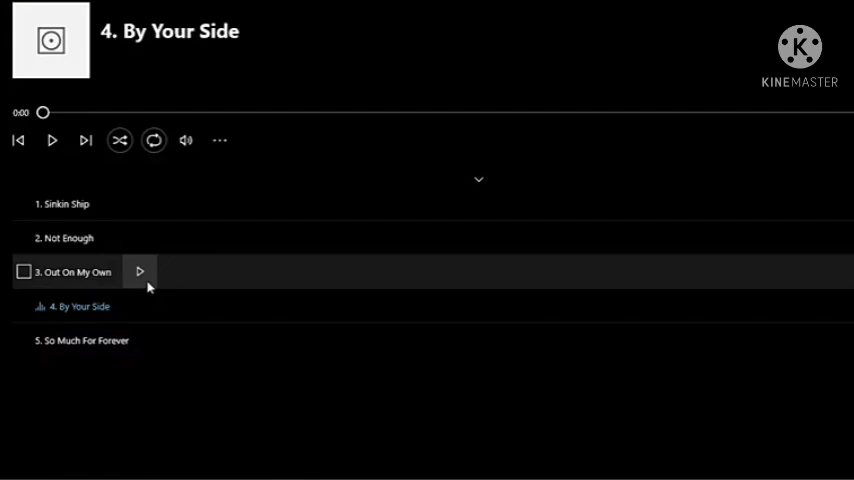 4. By Your Side
KINEMASTER
0:00
1. Sinkin Ship
2. Not Enough
3. Out On My Own
4. By Your Side
5. So Much For Forever